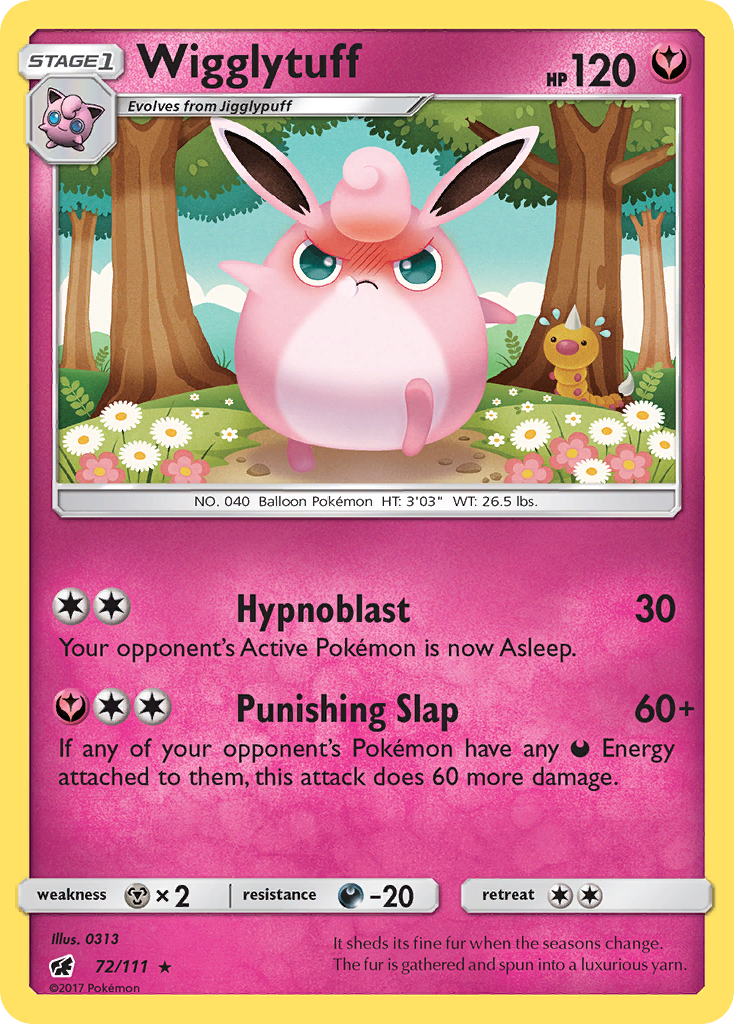 STAGE1
Wigglytuff
HP 120
Evolves from Jigglypuff
NO. 040 Balloon Pokémon HT: 3'03" WT: 26.5 lbs.
Hypnoblast 30
Your opponent's Active Pokémon is now Asleep.
Punishing Slap 60+
If any of your opponent's Pokémon have any Energy
attached to them, this attack does 60 more damage.
weakness ×2 resistance -20 retreat
Illus. 0313
72/111 ★
©2017 Pokémon
It sheds its fine fur when the seasons change.
The fur is gathered and spun into a luxurious yarn.